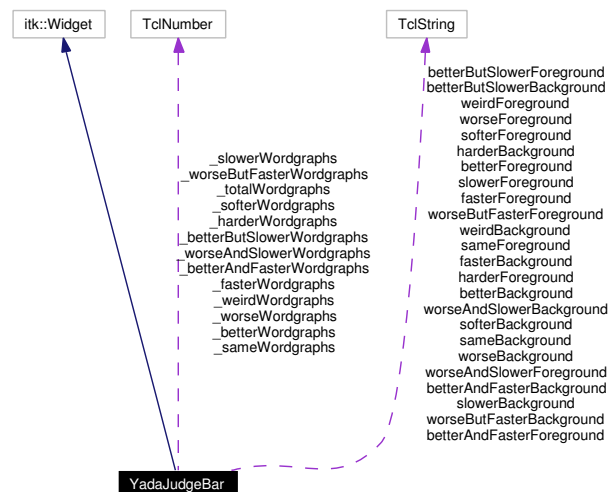 itk::Widget
TclNumber
TclString
_slowerWordgraphs
_worseButFasterWordgraphs
_totalWordgraphs
_softerWordgraphs
_harderWordgraphs
_betterButSlowerWordgraphs
_worseAndSlowerWordgraphs
_betterAndFasterWordgraphs
_fasterWordgraphs
_weirdWordgraphs
_worseWordgraphs
_betterWordgraphs
_sameWordgraphs
betterButSlowerForeground
betterButSlowerBackground
weirdForeground
worseForeground
softerForeground
harderBackground
betterForeground
slowerForeground
fasterForeground
worseButFasterForeground
weirdBackground
sameForeground
fasterBackground
harderForeground
betterBackground
worseAndSlowerBackground
softerBackground
sameBackground
worseBackground
worseAndSlowerForeground
betterAndFasterBackground
slowerBackground
worseButFasterBackground
betterAndFasterForeground
YadaJudgeBar